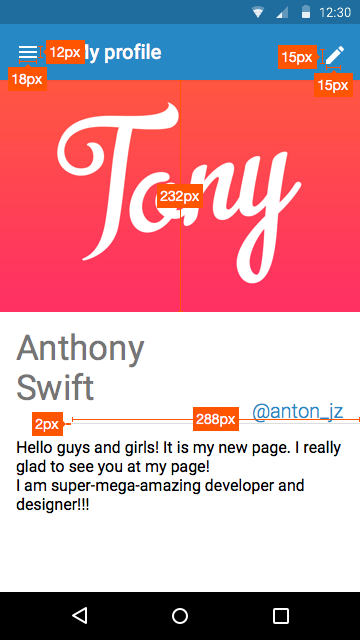 12:30
12px
ly profile
15px
18px
15px
Tony
232px
Anthony
Swift
@anton_jz
2px
288px
Hello guys and girls! It is my new page. I really
glad to see you at my page!
I am super-mega-amazing developer and
designer!!!